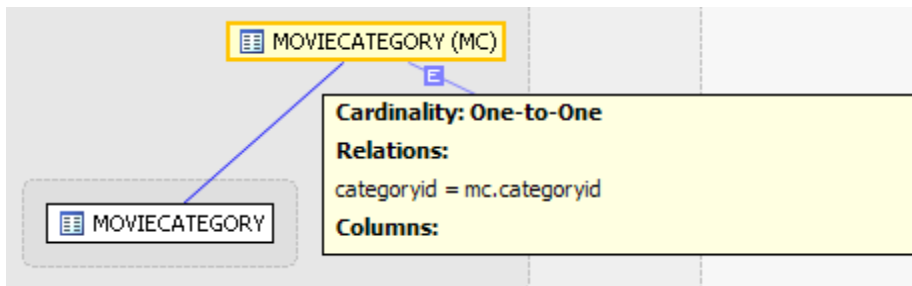 MOVIECATEGORY (MC)
E
Cardinality: One-to-One
Relations:
categoryid = mc.categoryid
MOVIECATEGORY
Columns: